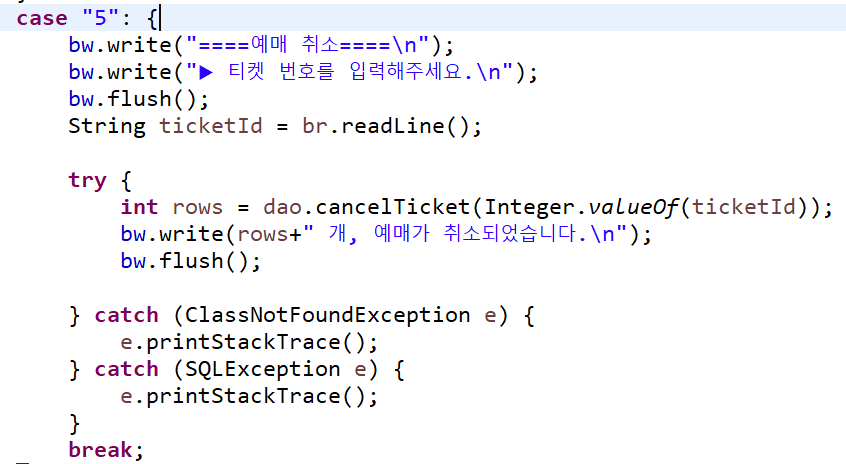 case "5": {
bw.write("====예매 취소====\n");
bw.write("▶ 티켓 번호를 입력해주세요.\n");
bw.flush();
String ticketId = br.readLine();
try {
int rows = dao.cancelTicket(Integer.valueOf(ticketId));
bw.write(rows+" 개, 예매가 취소되었습니다.\n");
bw.flush();
} catch (ClassNotFoundException e) {
e.printStackTrace();
} catch (SQLException e) {
e.printStackTrace();
}
break;